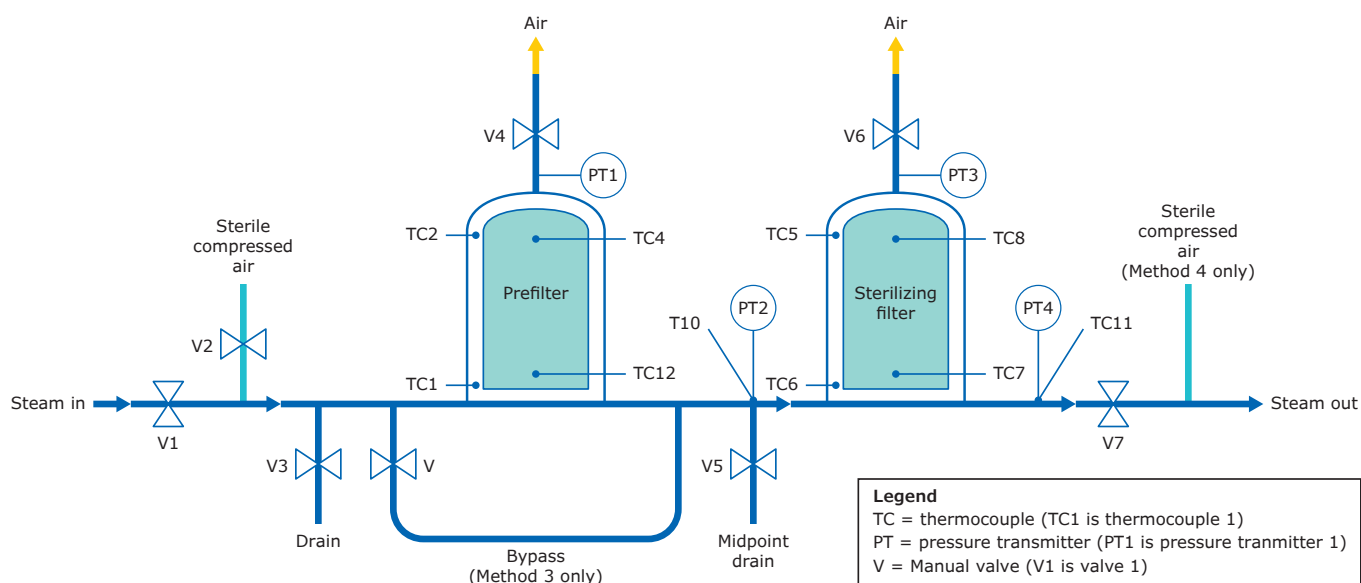 Air
Air
V4
V6
PT1
PT3
Sterile
compressed
air
Sterile
compressed
air
(Method 4 only)
TC2
TC4
TC5
TC8
Prefilter
Sterilizing
filter
T10
PT2
PT4
TC11
V2
TC1
TC12
TC6
TC7
Steam in
Steam out
V1
V7
V3
V
V5
Drain
Bypass
(Method 3 only)
Midpoint
drain
Legend
TC = thermocouple (TC1 is thermocouple 1)
PT = pressure transmitter (PT1 is pressure tranmitter 1)
V = Manual valve (V1 is valve 1)